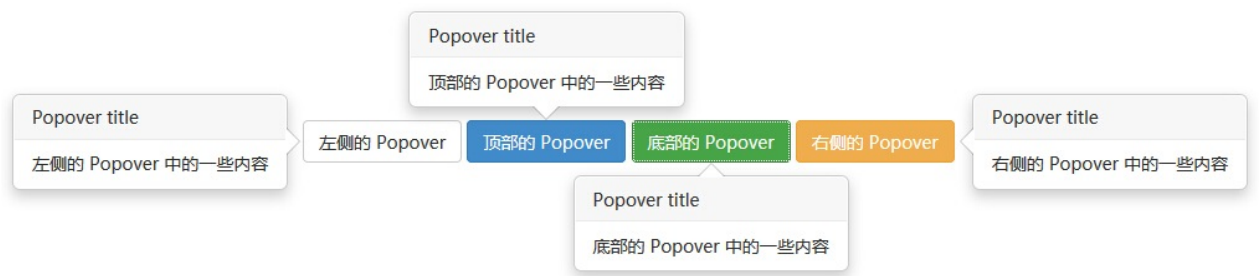 Popover title
顶部的 Popover 中的一些内容
Popover title
左侧的 Popover 中的一些内容
左侧的 Popover
顶部的 Popover
底部的 Popover
右侧的 Popover
Popover title
右侧的 Popover 中的一些内容
Popover title
底部的 Popover 中的一些内容